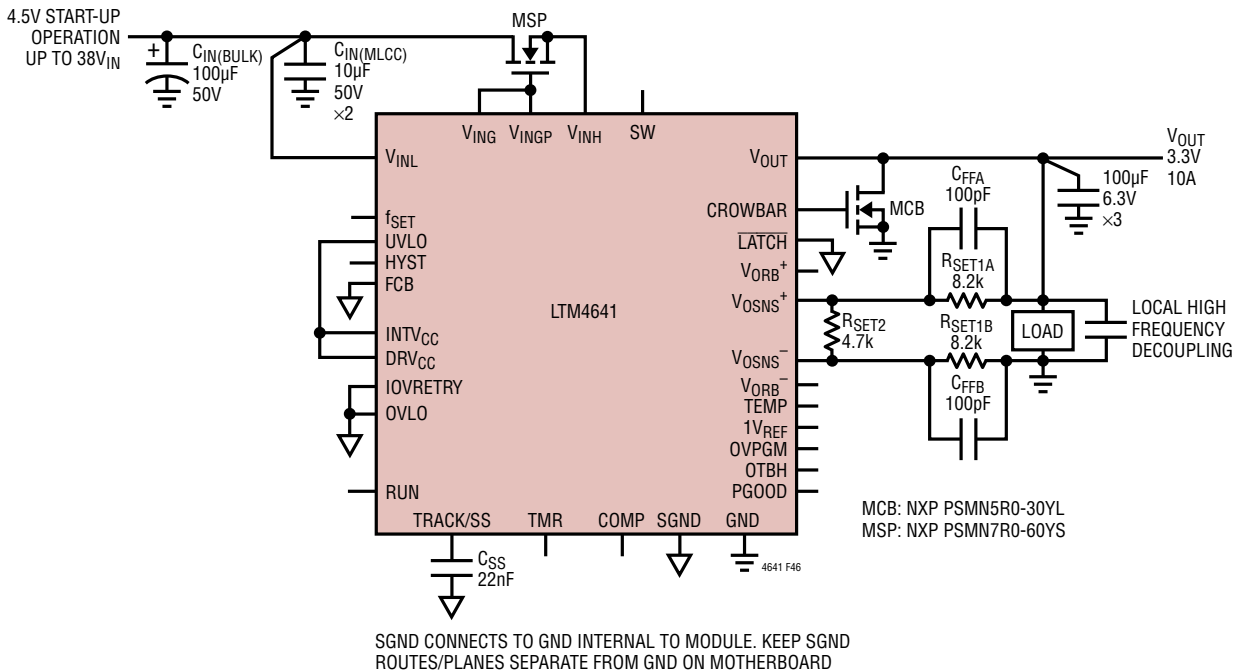 4.5V START-UP
OPERATION
UP TO 38VIN
+
CIN(BULK)
100µF
50V
CIN(MLCC)
10µF
50V
×2
MSP
VING
VINGP
VINH
SW
VINL
fSET
UVLO
HYST
FCB
INTVCC
DRVCC
IOVRETRY
OVLO
RUN
TRACK/SS
TMR
COMP
SGND
GND
LTM4641
VOUT
CROWBAR
LATCH
VORB+
VOSNS+
VOSNS–
VORB–
TEMP
1VREF
OVPGM
OTBH
PGOOD
MCB
CFFA
100pF
RSET1A
8.2k
RSET2
4.7k
RSET1B
8.2k
CFFB
100pF
LOAD
VOUT
3.3V
10A
100µF
6.3V
×3
LOCAL HIGH
FREQUENCY
DECOUPLING
MCB: NXP PSMN5R0-30YL
MSP: NXP PSMN7R0-60YS
CSS
22nF
4641 F46
SGND CONNECTS TO GND INTERNAL TO MODULE. KEEP SGND
ROUTES/PLANES SEPARATE FROM GND ON MOTHERBOARD